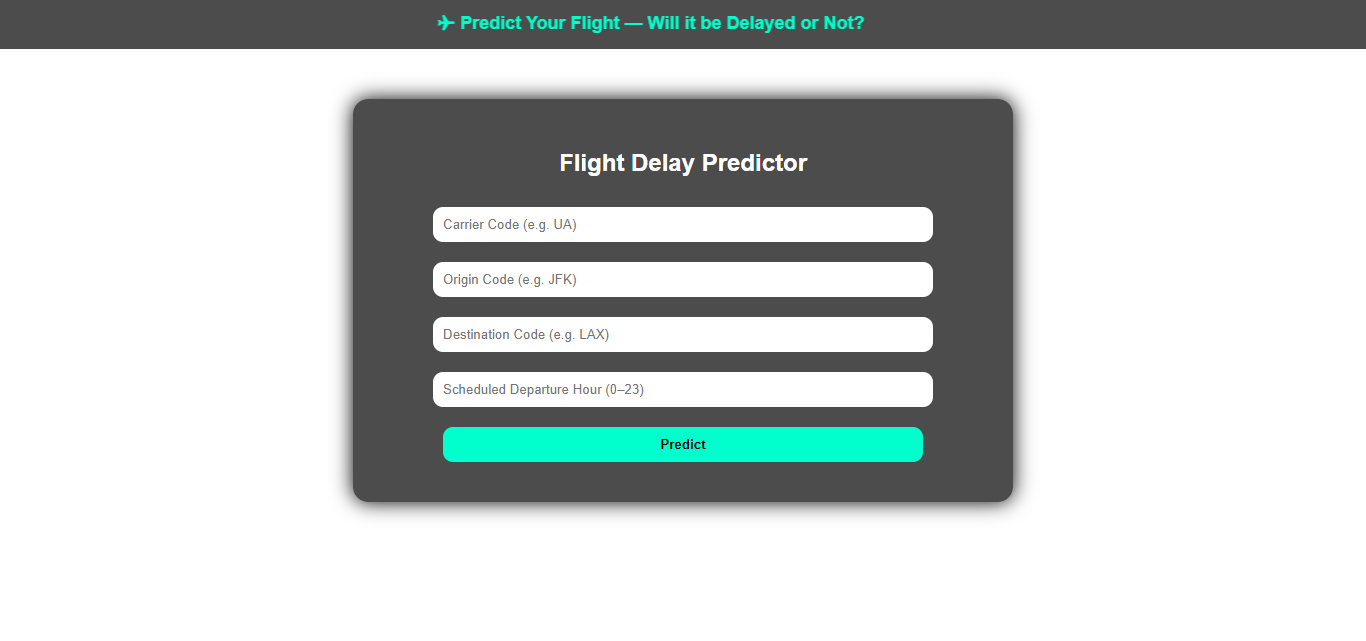 ✈ Predict Your Flight — Will it be Delayed or Not?
Flight Delay Predictor
Carrier Code (e.g. UA)
Origin Code (e.g. JFK)
Destination Code (e.g. LAX)
Scheduled Departure Hour (0–23)
Predict